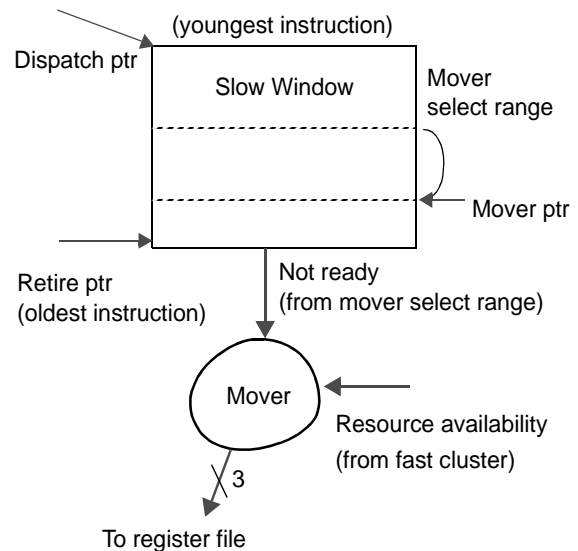 (youngest instruction)
Dispatch ptr
Slow Window
Mover
select range
Mover ptr
Retire ptr
(oldest instruction)
Not ready
(from mover select range)
Mover
Resource availability
(from fast cluster)
3
To register file